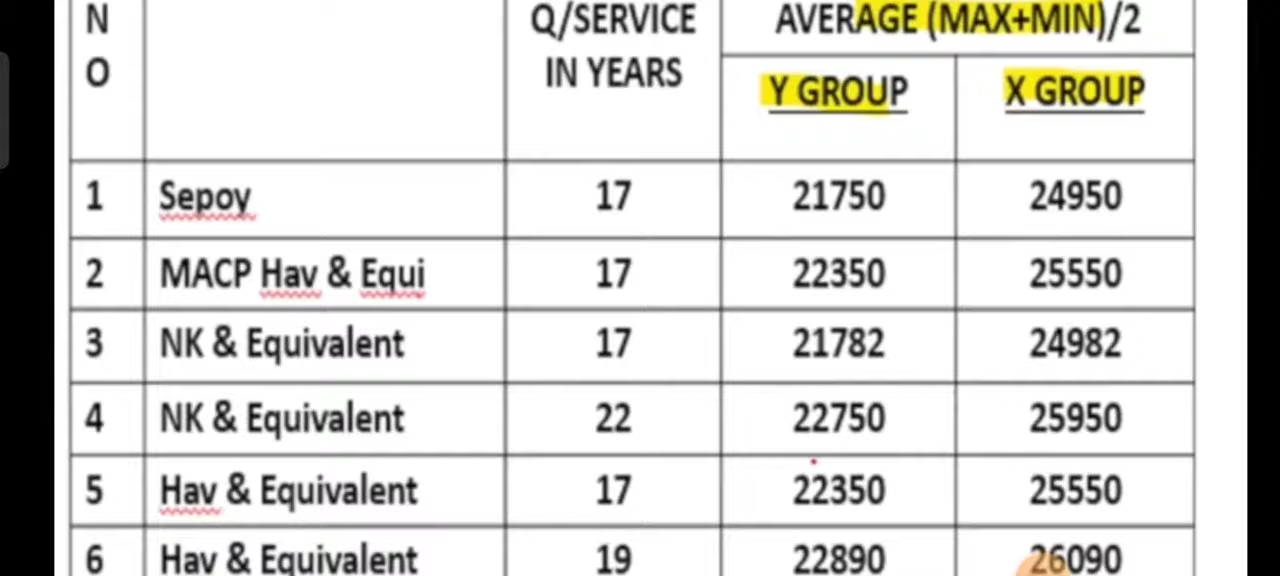 N
O
Q/SERVICE
IN YEARS
AVERAGE (MAX+MIN)/2
Y GROUP X GROUP
1 Sepoy 17 21750 24950
2 MACP Hav & Equi 17 22350 25550
3 NK & Equivalent 17 21782 24982
4 NK & Equivalent 22 22750 25950
5 Hav & Equivalent 17 22350 25550
6 Hav & Equivalent 19 22890 26090